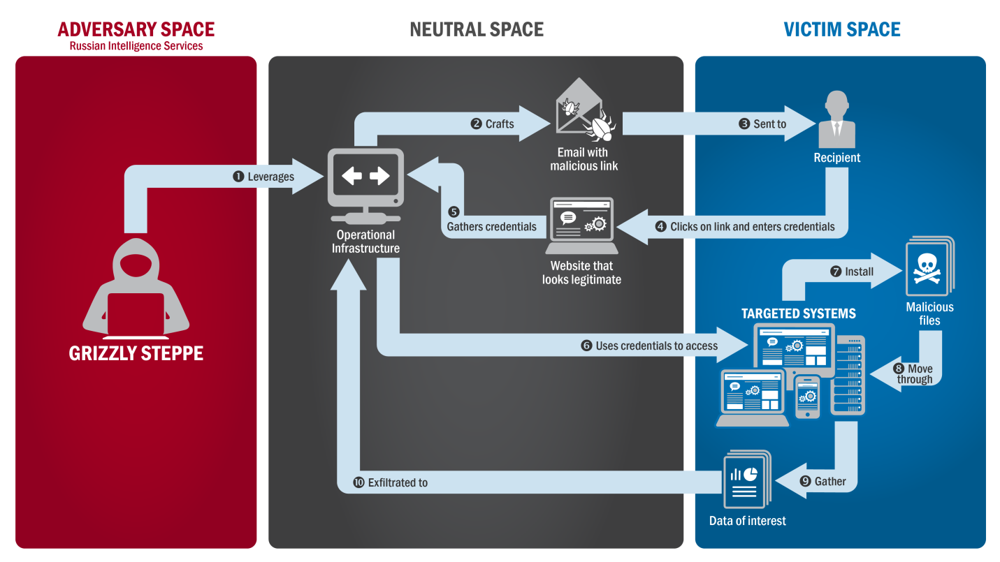 ADVERSARY SPACE
Russian Intelligence Services
NEUTRAL SPACE
VICTIM SPACE
❶ Leverages
GRIZZLY STEPPE
Operational
Infrastructure
❷ Crafts
Email with
malicious link
❸ Sent to
Recipient
❹ Clicks on link and enters credentials
Website that
looks legitimate
❺
Gathers credentials
❻ Uses credentials to access
TARGETED SYSTEMS
❼ Install
Malicious
files
❽ Move
through
❾ Gather
Data of interest
❿ Exfiltrated to